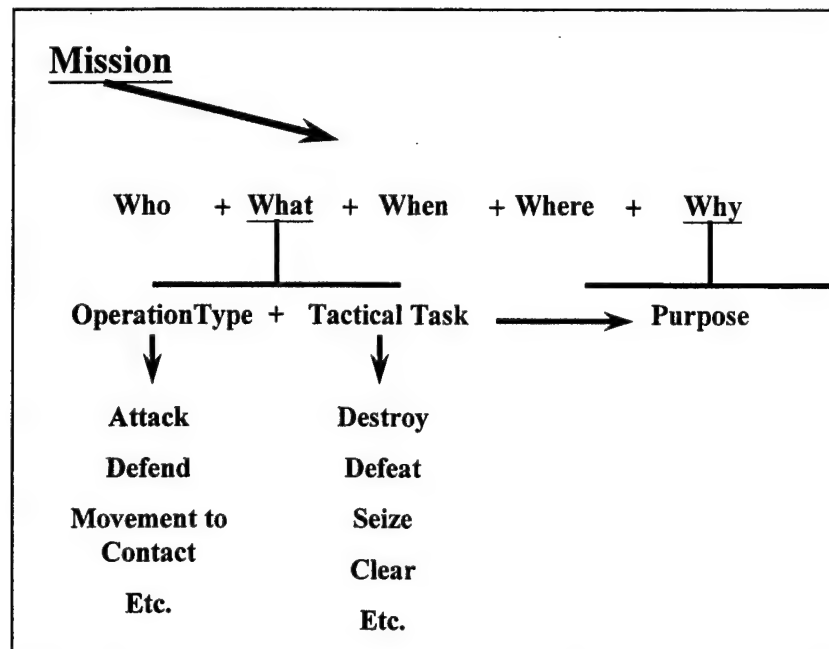 Mission
Who + What + When + Where + Why
OperationType + Tactical Task Purpose
Attack Destroy
Defend Defeat
Movement to Seize
Contact Clear
Etc. Etc.